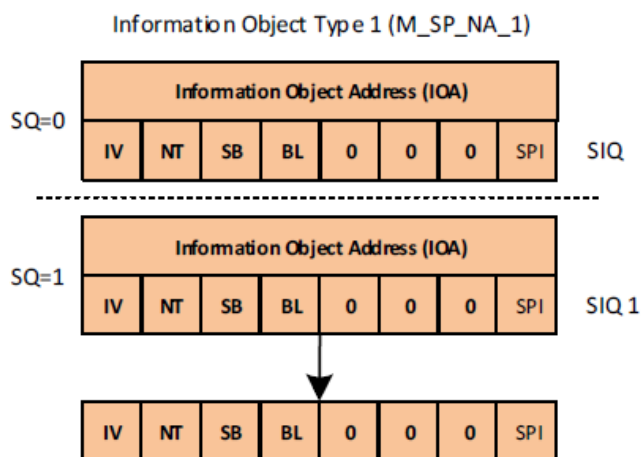 Information Object Type 1 (M_SP_NA_1)
Information Object Address (IOA)
SQ=0
IV NT SB BL 0 0 0 SPI SIQ
Information Object Address (IOA)
SQ=1
IV NT SB BL 0 0 0 SPI SIQ 1
IV NT SB BL 0 0 0 SPI